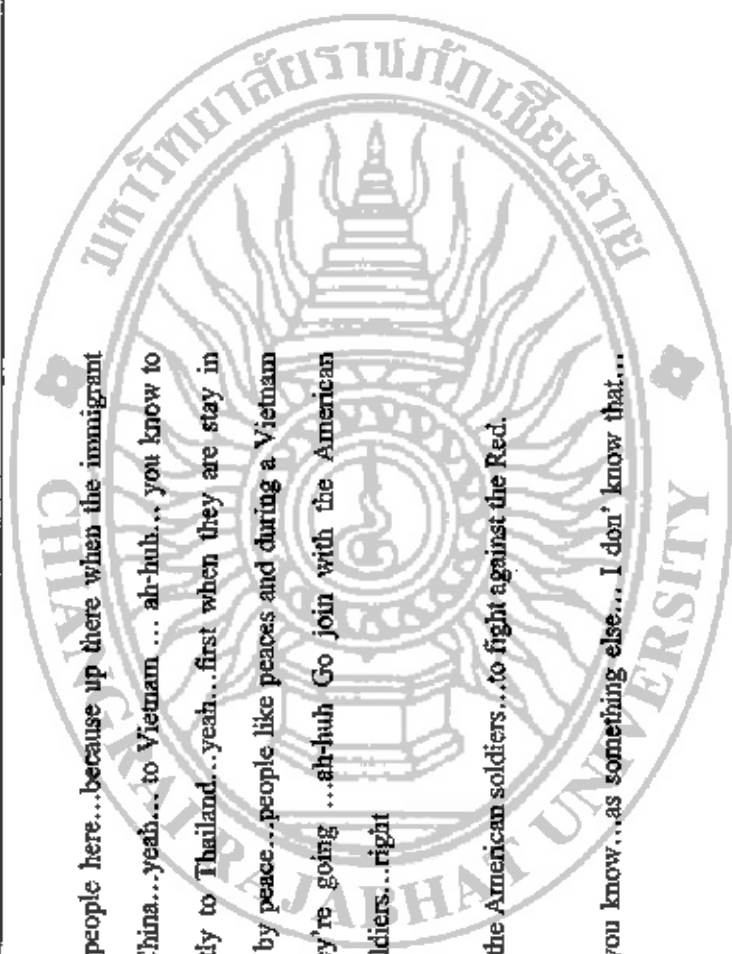 people here...because up there when the immigrant
China...yeah... to Vietnam ... ah-huh... you know to
tly to Thailand...yeah...first when they are stay in
by peace...people like peaces and during a Vietnam
y're going ...ah-huh Go join with the American
ldiers...right
the American soldiers...to fight against the Red.
you know...as something else... I don' know that...
มหาวิทยาลัยราชภัฏเชียงราย
CHIANGRAI RAJABHAT UNIVERSITY